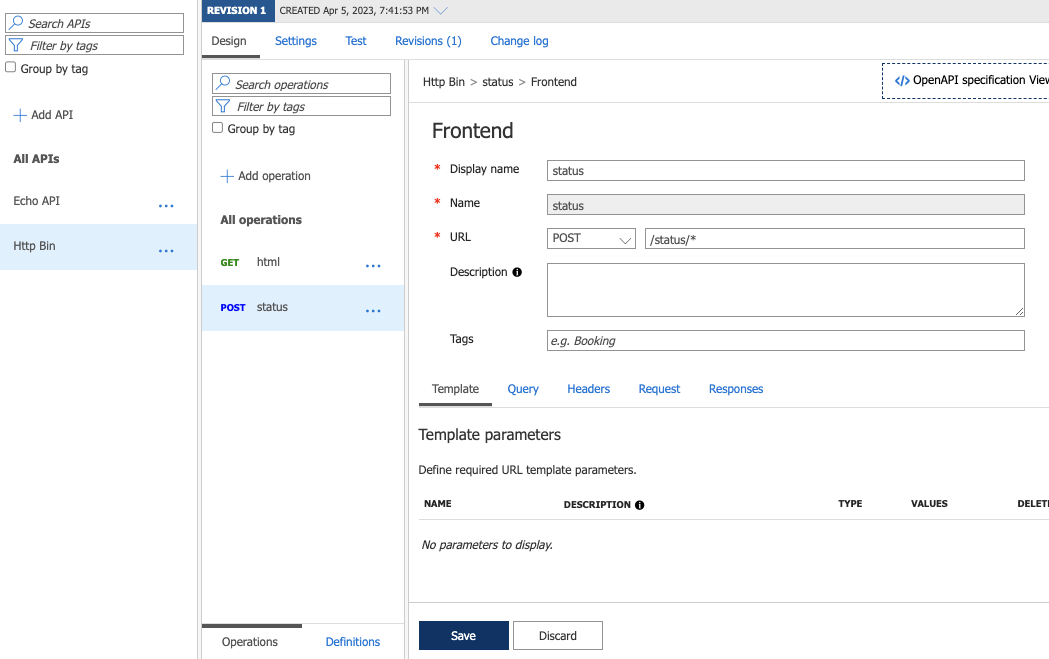 REVISION 1 CREATED Apr 5, 2023, 7:41:53 PM
Search APIs
Filter by tags
Group by tag
Add API
All APIs
Echo API ...
Http Bin ...
Design Settings Test Revisions (1) Change log
Search operations
Filter by tags
Group by tag
Add operation
All operations
GET html ...
POST status ...
Operations Definitions
Http Bin > status > Frontend
</> OpenAPI specification View
Frontend
* Display name status
* Name status
* URL POST /status/*
Description
Tags e.g. Booking
Template Query Headers Request Responses
Template parameters
Define required URL template parameters.
NAME DESCRIPTION TYPE VALUES DELET
No parameters to display.
Save Discard